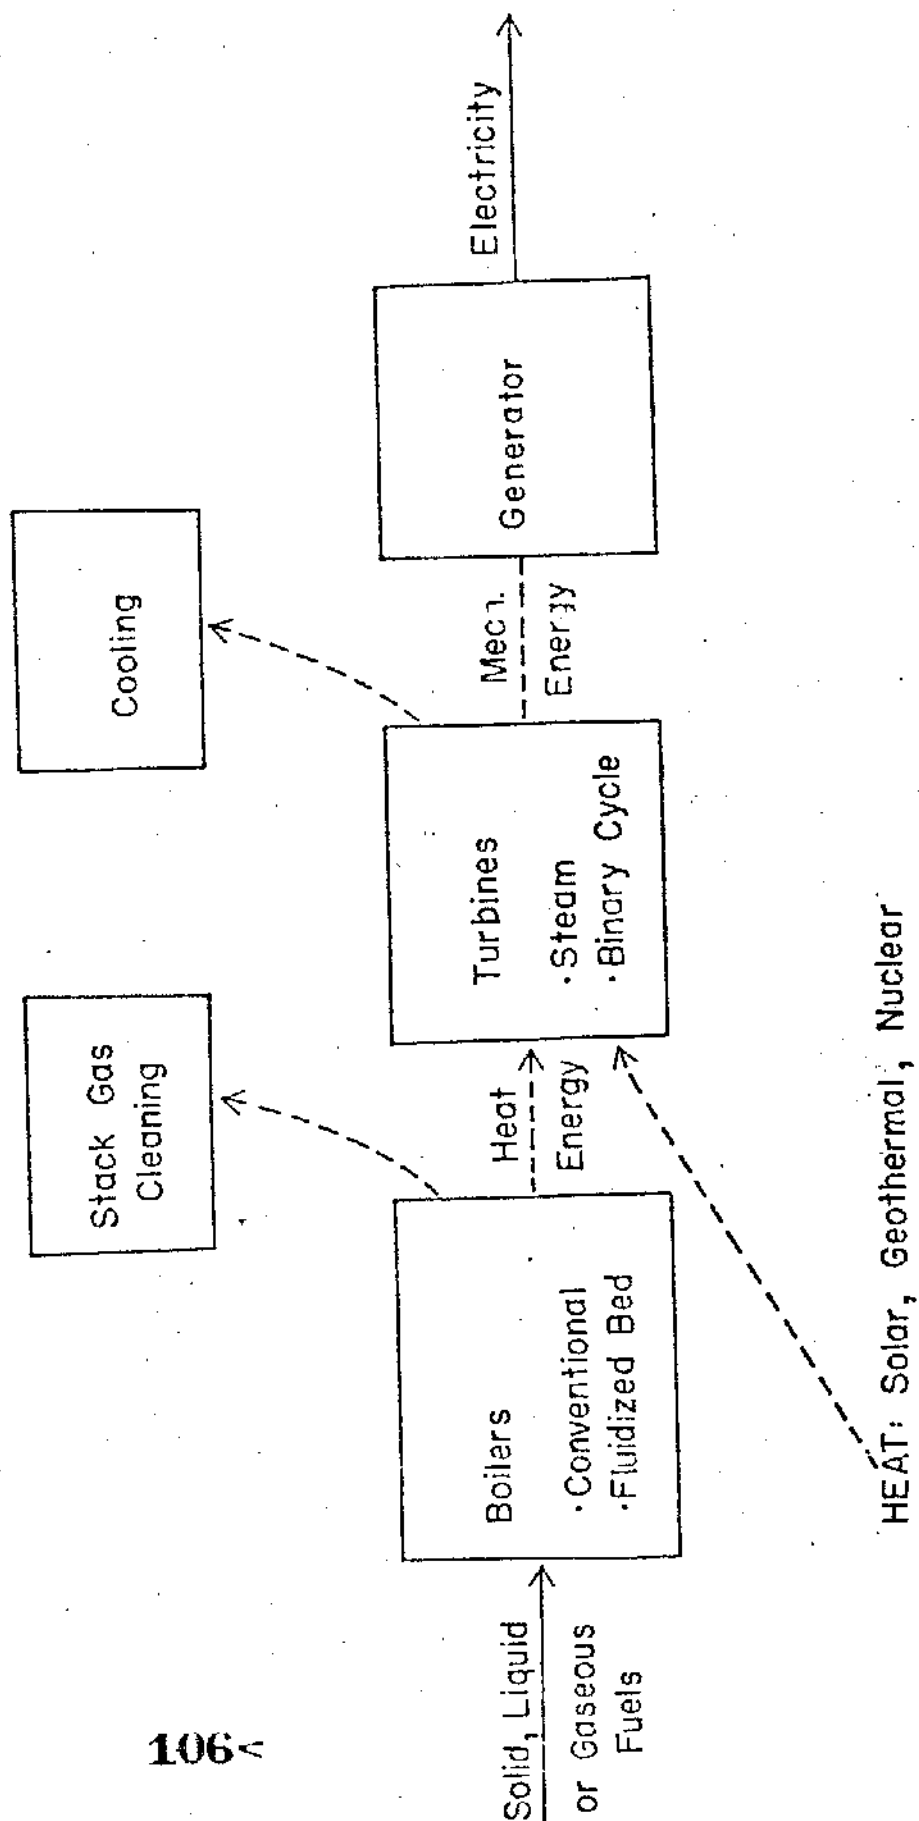 Stack Gas
Cleaning
Cooling
Solid, Liquid
or Gaseous
Fuels
Boilers
·Conventional
·Fluidized Bed
Heat
Energy
Turbines
·Steam
·Binary Cycle
Mech.
Energy
Generator
Electricity
HEAT: Solar, Geothermal, Nuclear
106<